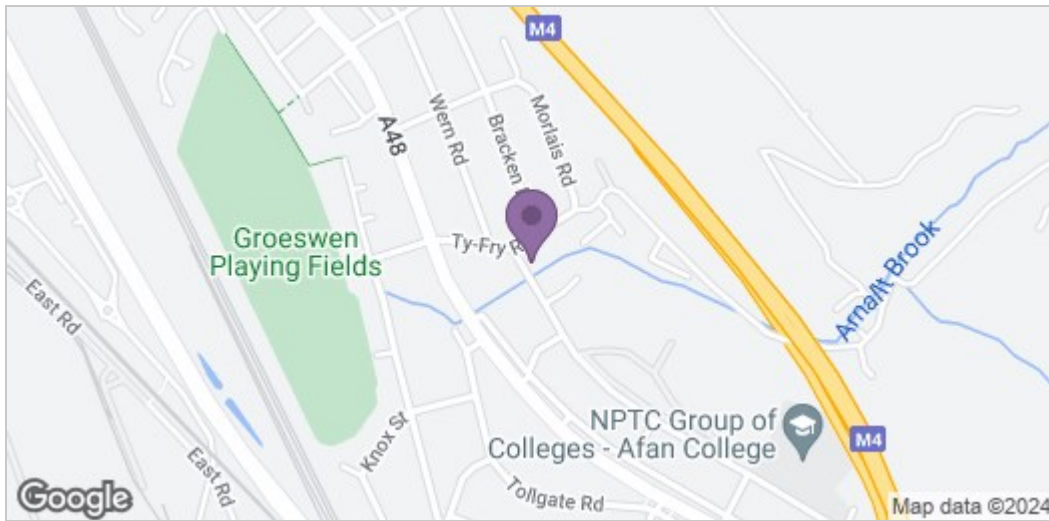 M4
A48
Wern Rd
Bracken
Morlais Rd
Groeswen
Playing Fields
Ty-Fry R
Arnallt Brook
East Rd
East Rd
Knox St
NPTC Group of
Colleges - Afan College
M4
Tollgate Rd
Google
Map data ©2024